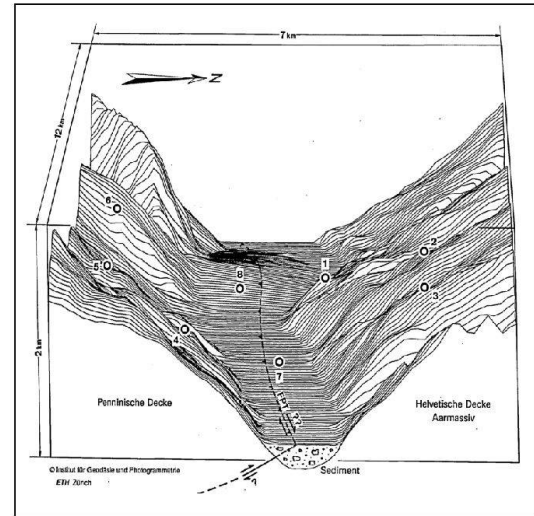 7 km
N
12 km
6
2
8
1
5
3
4
2 km
7
FPT ??
Penninische Decke
Helvetische Decke
Aarmassiv
?
Sediment
© Institut für Geodäsie und Photogrammetrie
ETH Zürich